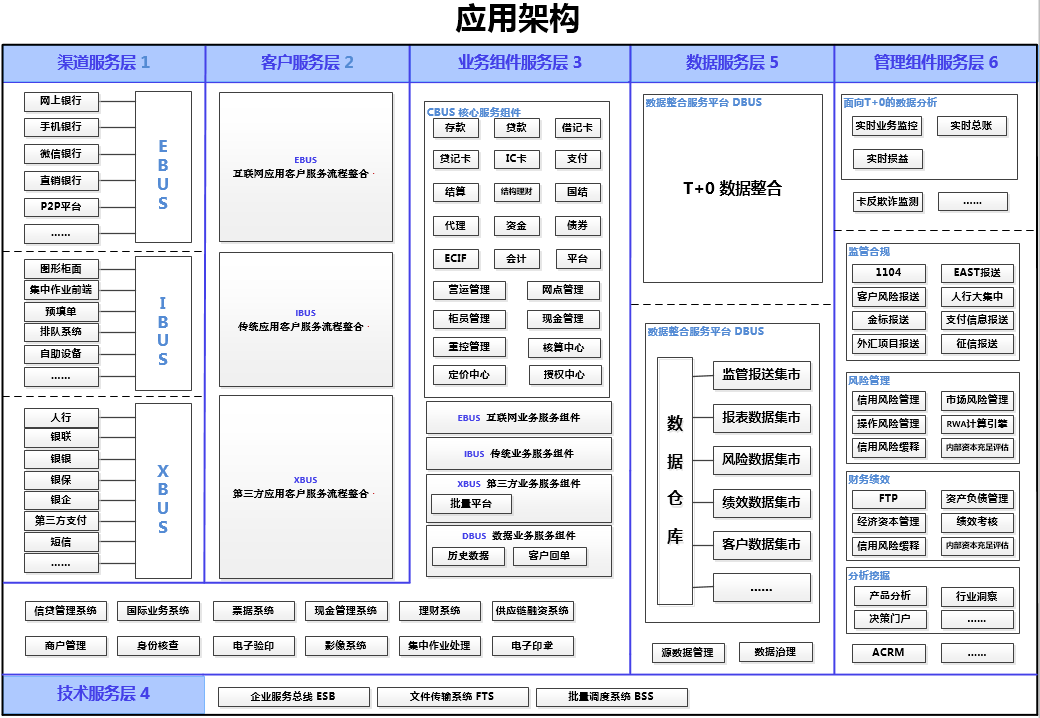 应用架构
渠道服务层 1
客户服务层 2
业务组件服务层 3
数据服务层 5
管理组件服务层 6
网上银行
手机银行
微信银行
直销银行
P2P平台
......
EBUS
图形柜面
集中作业前端
预填单
排队系统
自助设备
......
IBUS
人行
银联
银银
银保
银企
第三方支付
短信
......
XBUS
EBUS
互联网应用客户服务流程整合
IBUS
传统应用客户服务流程整合
XBUS
第三方应用客户服务流程整合
CBUS 核心服务组件
存款 贷款 借记卡
贷记卡 IC卡 支付
结算 结构理财 国结
代理 资金 债券
ECIF 会计 平台
营运管理 网点管理
柜员管理 现金管理
重控管理 核算中心
定价中心 授权中心
EBUS 互联网业务服务组件
IBUS 传统业务服务组件
XBUS 第三方业务服务组件
批量平台
DBUS 数据业务服务组件
历史数据 客户回单
信贷管理系统 国际业务系统 票据系统 现金管理系统 理财系统 供应链融资系统
商户管理 身份核查 电子验印 影像系统 集中作业处理 电子印章
数据整合服务平台 DBUS
T+0 数据整合
数据整合服务平台 DBUS
数据仓库
监管报送集市
报表数据集市
风险数据集市
绩效数据集市
客户数据集市
......
源数据管理 数据治理
面向T+0的数据分析
实时业务监控 实时总账
实时损益
卡反欺诈监测 ......
监管合规
1104 EAST报送
客户风险报送 人行大集中
金标报送 支付信息报送
外汇项目报送 征信报送
风险管理
信用风险管理 市场风险管理
操作风险管理 RWA计算引擎
信用风险缓释 内部资本充足评估
财务绩效
FTP 资产负债管理
经济资本管理 绩效考核
信用风险缓释 内部资本充足评估
分析挖掘
产品分析 行业洞察
决策门户 ......
ACRM ......
技术服务层 4
企业服务总线 ESB 文件传输系统 FTS 批量调度系统 BSS